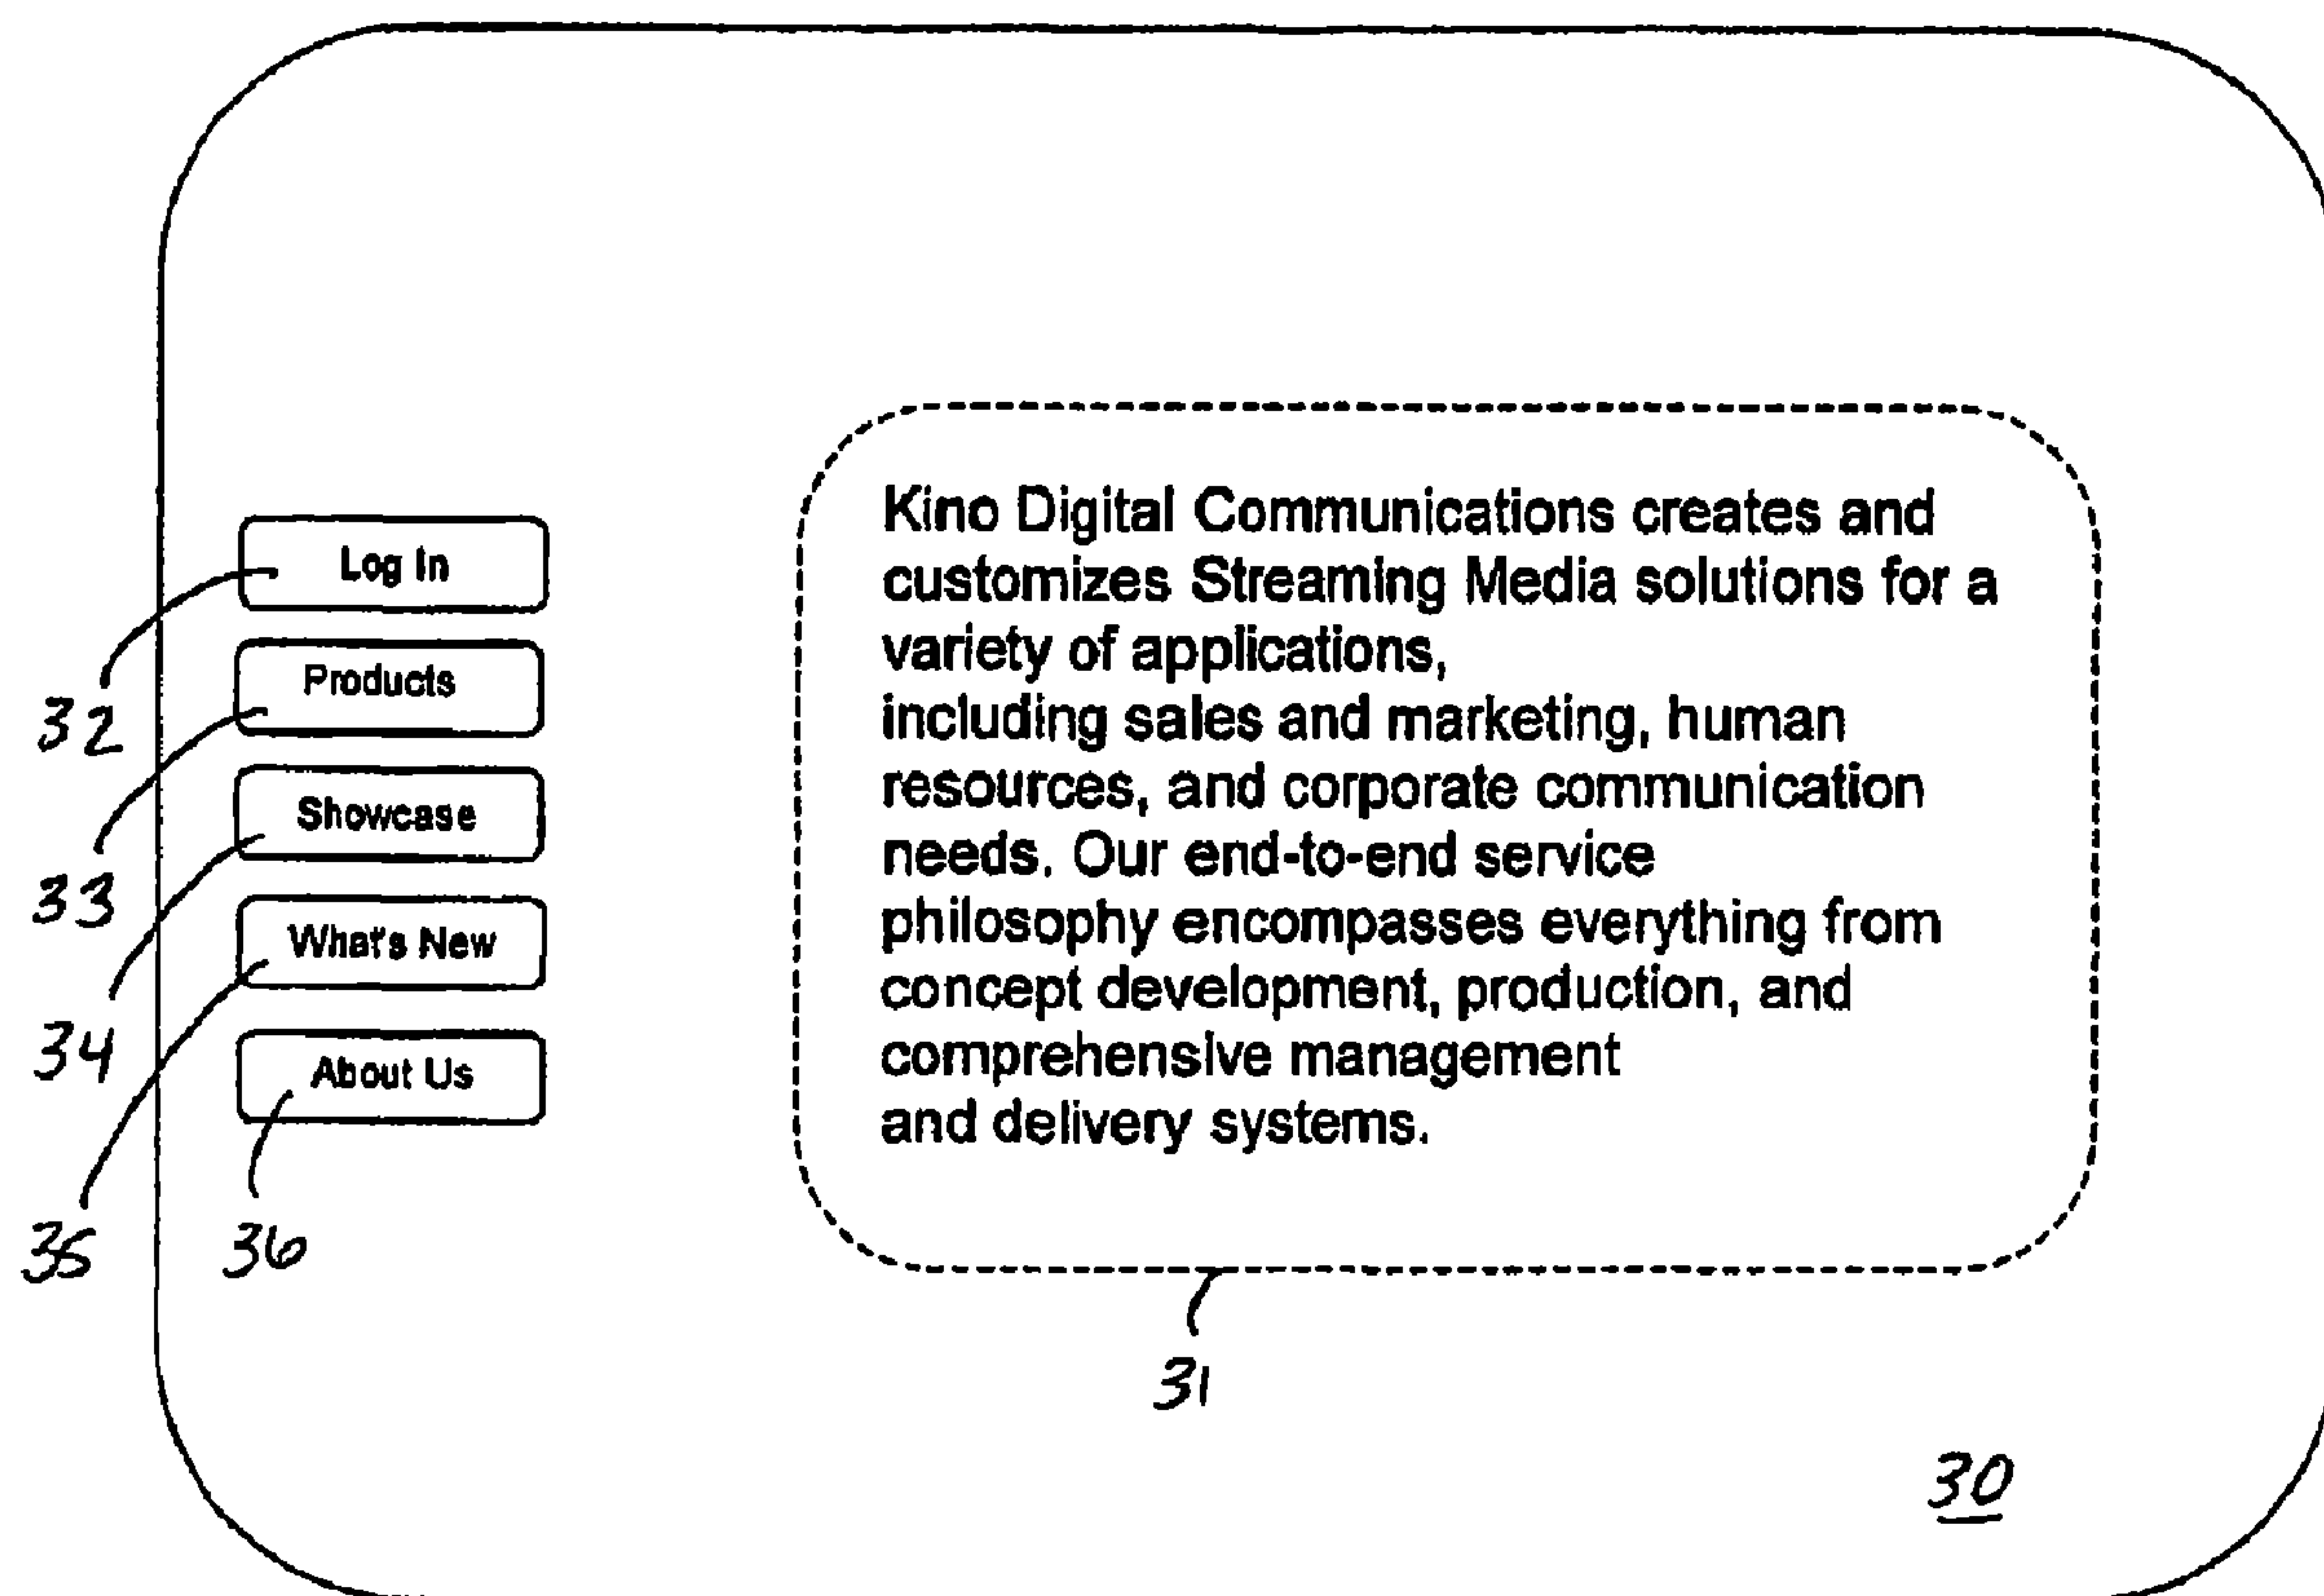 Log In
32
Products
33
Showcase
34
What's New
35
About Us
36
Kino Digital Communications creates and
customizes Streaming Media solutions for a
variety of applications,
including sales and marketing, human
resources, and corporate communication
needs. Our end-to-end service
philosophy encompasses everything from
concept development, production, and
comprehensive management
and delivery systems.
31
30